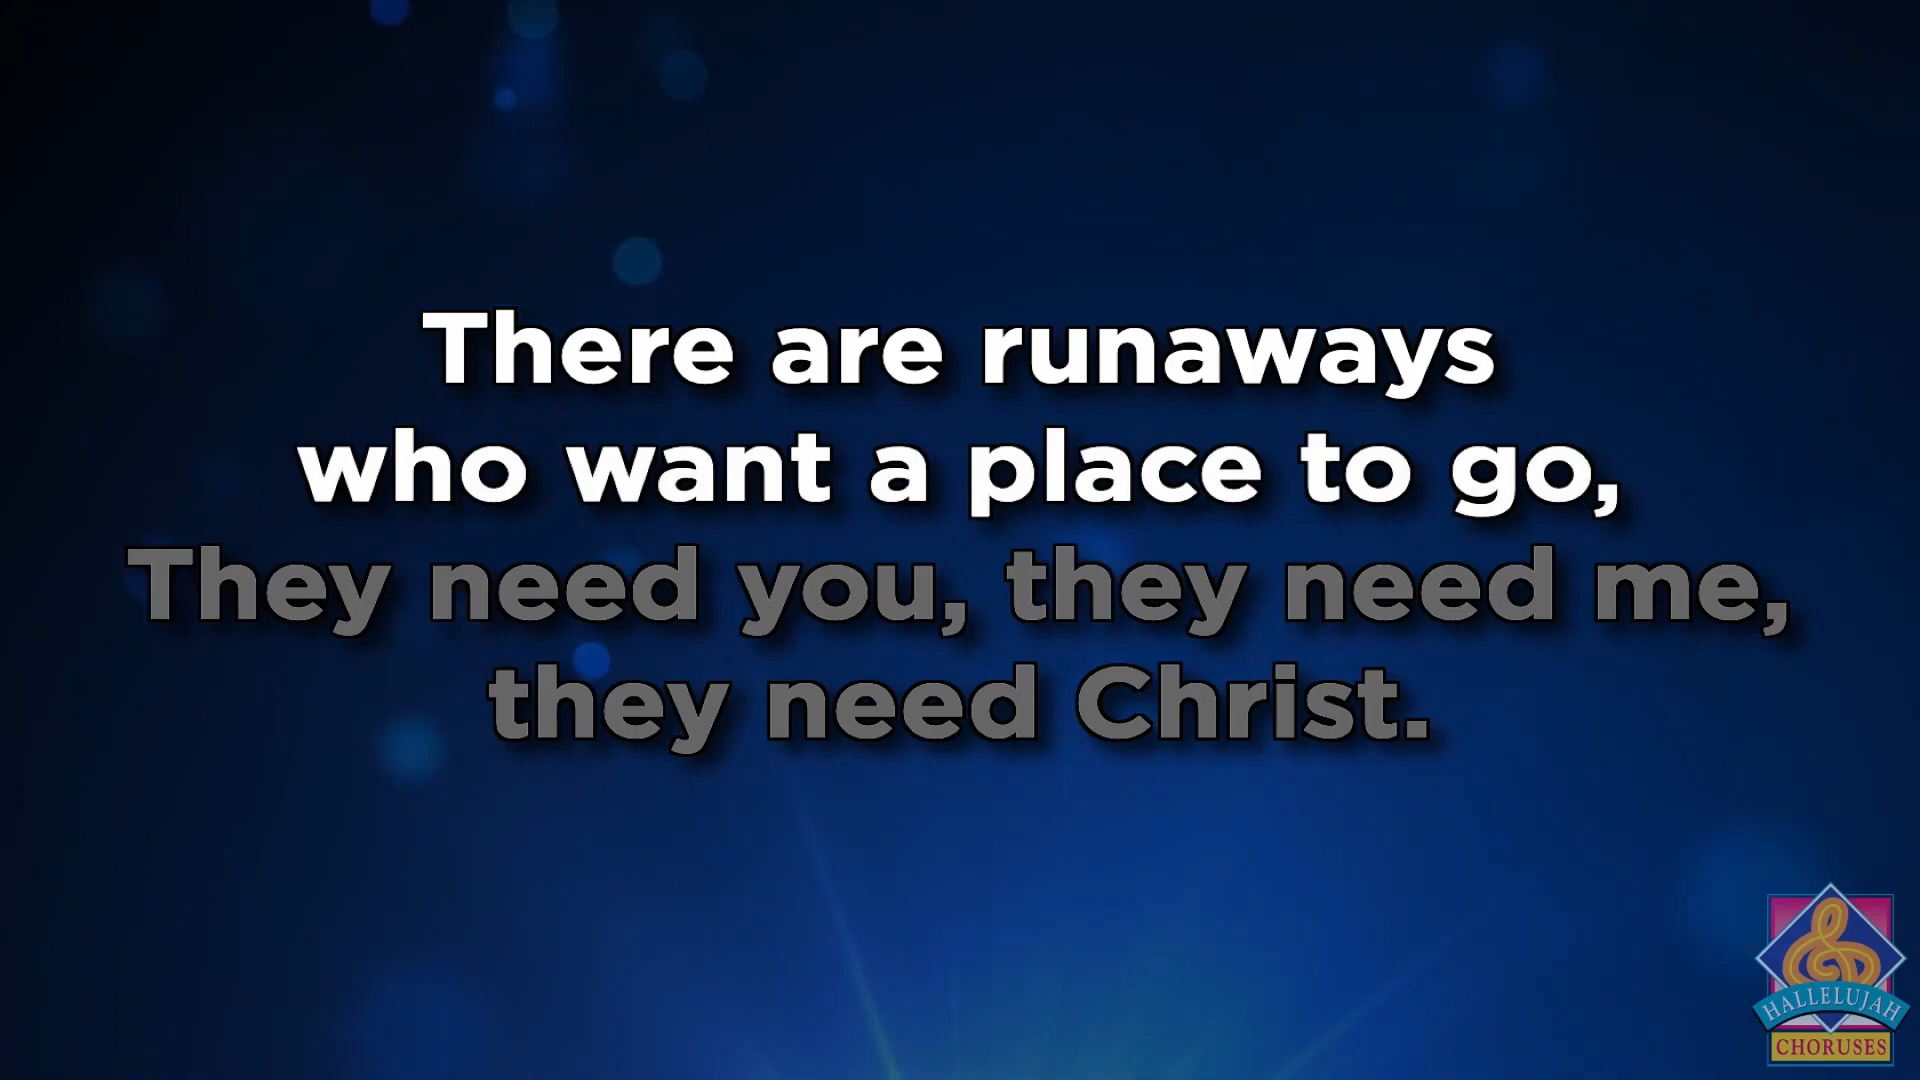 There are runaways
who want a place to go,
They need you, they need me,
they need Christ.
HALLELUJAH
CHORUSES